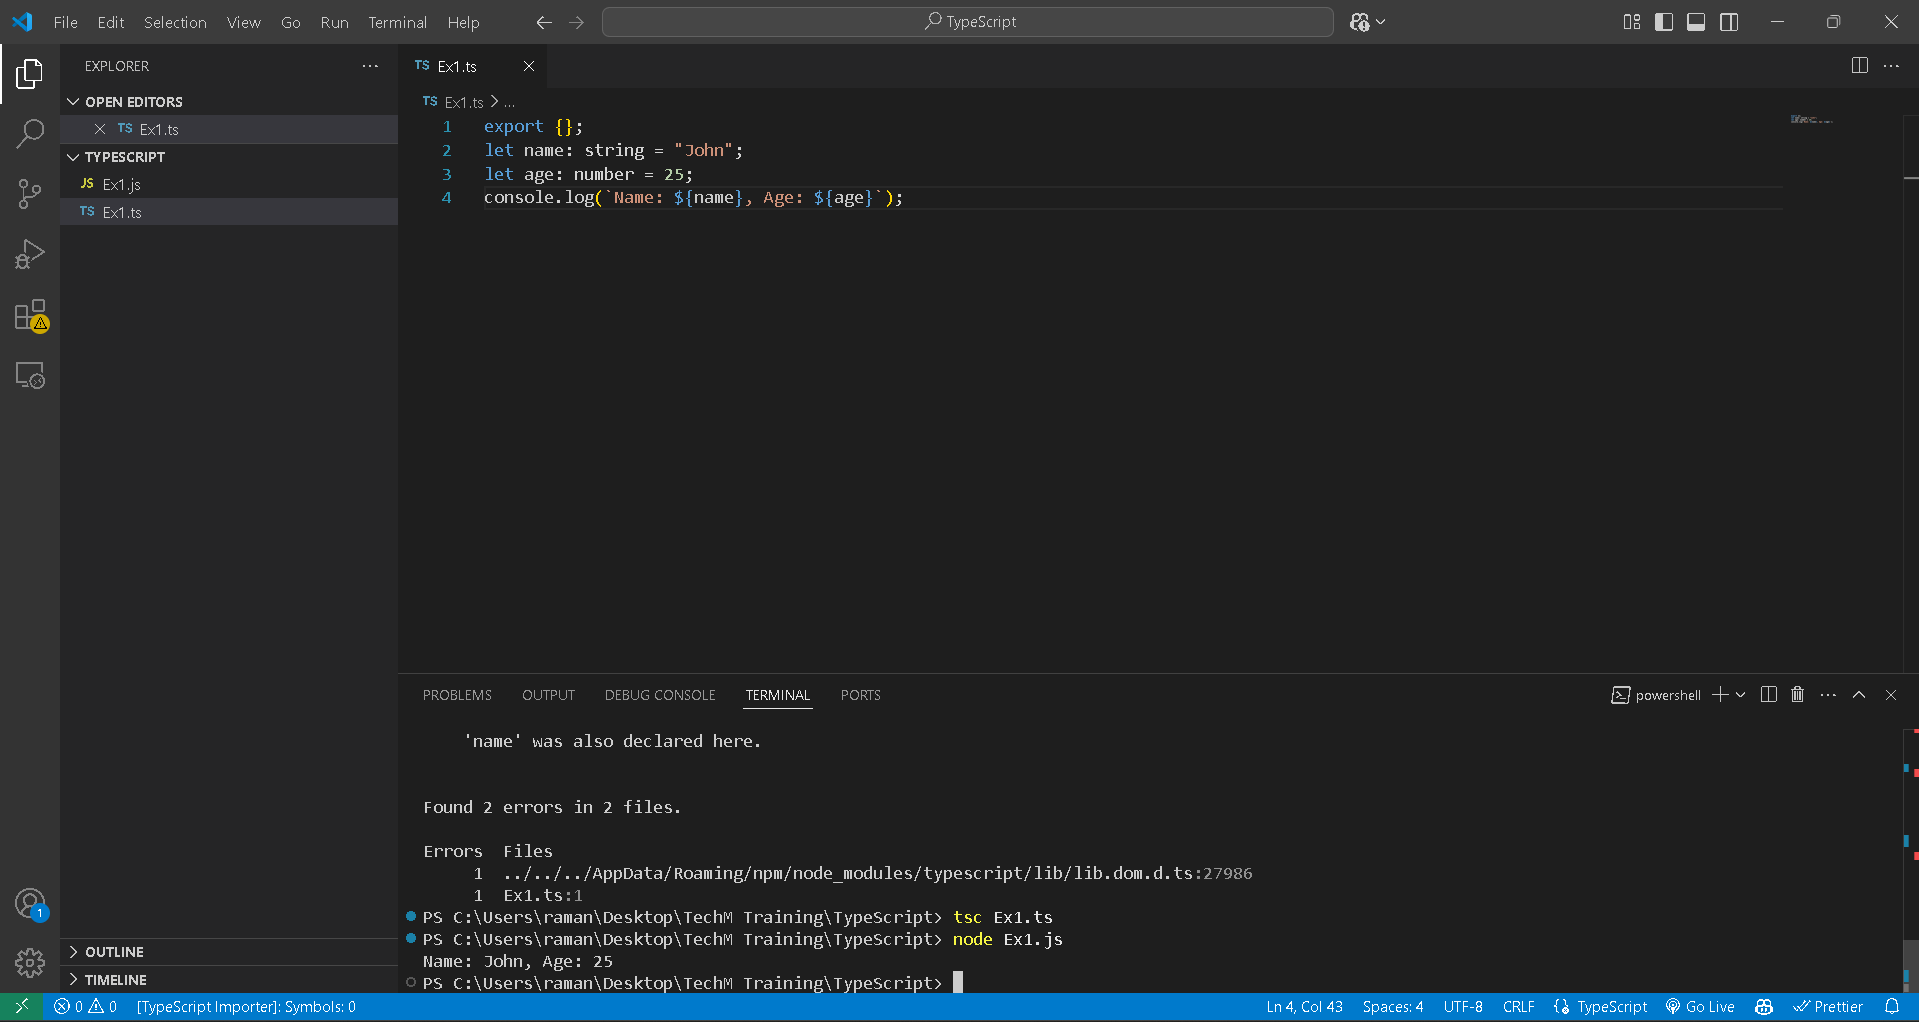 File Edit Selection View Go Run Terminal Help
TypeScript
EXPLORER
OPEN EDITORS
TS Ex1.ts
TYPESCRIPT
JS Ex1.js
TS Ex1.ts
OUTLINE
TIMELINE
TS Ex1.ts
TS Ex1.ts > ...
1 export {};
2 let name: string = "John";
3 let age: number = 25;
4 console.log(`Name: ${name}, Age: ${age}`);
PROBLEMS OUTPUT DEBUG CONSOLE TERMINAL PORTS
powershell
'name' was also declared here.
Found 2 errors in 2 files.
Errors Files
1 ../../../AppData/Roaming/npm/node_modules/typescript/lib/lib.dom.d.ts:27986
1 Ex1.ts:1
PS C:\Users\raman\Desktop\TechM Training\TypeScript> tsc Ex1.ts
PS C:\Users\raman\Desktop\TechM Training\TypeScript> node Ex1.js
Name: John, Age: 25
PS C:\Users\raman\Desktop\TechM Training\TypeScript>
1
0 0 [TypeScript Importer]: Symbols: 0 Ln 4, Col 43 Spaces: 4 UTF-8 CRLF TypeScript Go Live Prettier